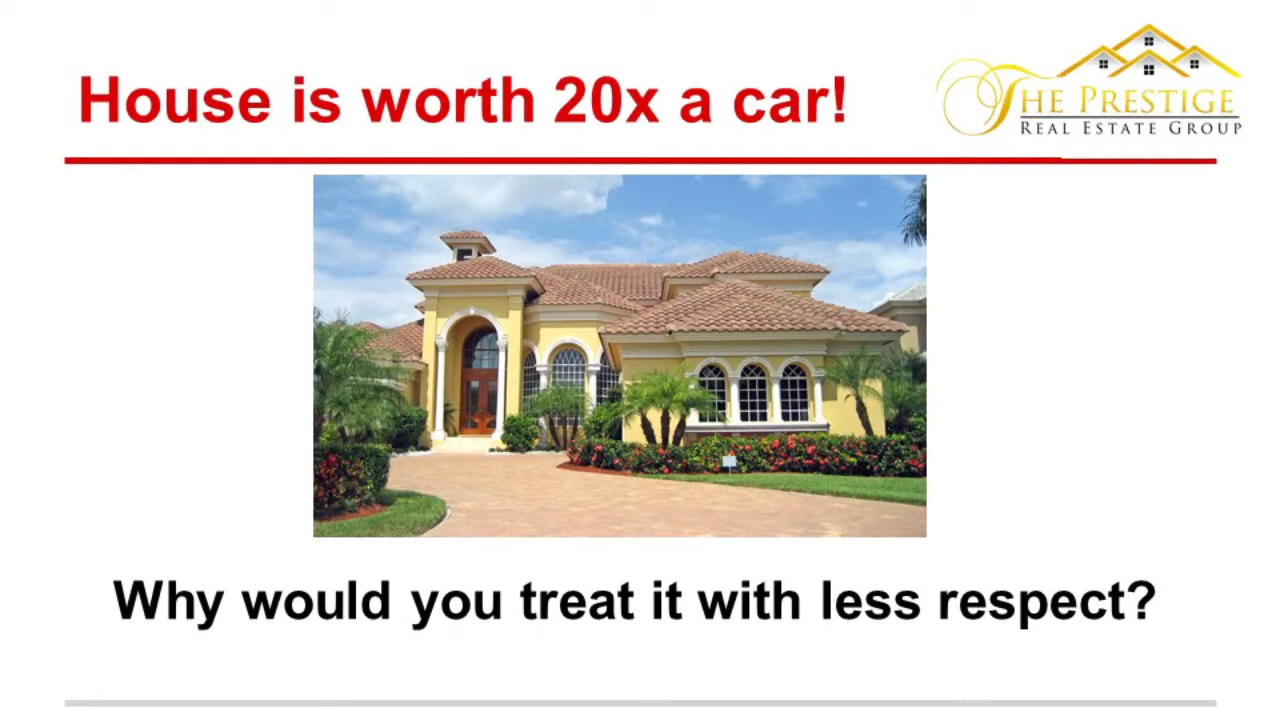 House is worth 20x a car!
THE PRESTIGE
REAL ESTATE GROUP
Why would you treat it with less respect?